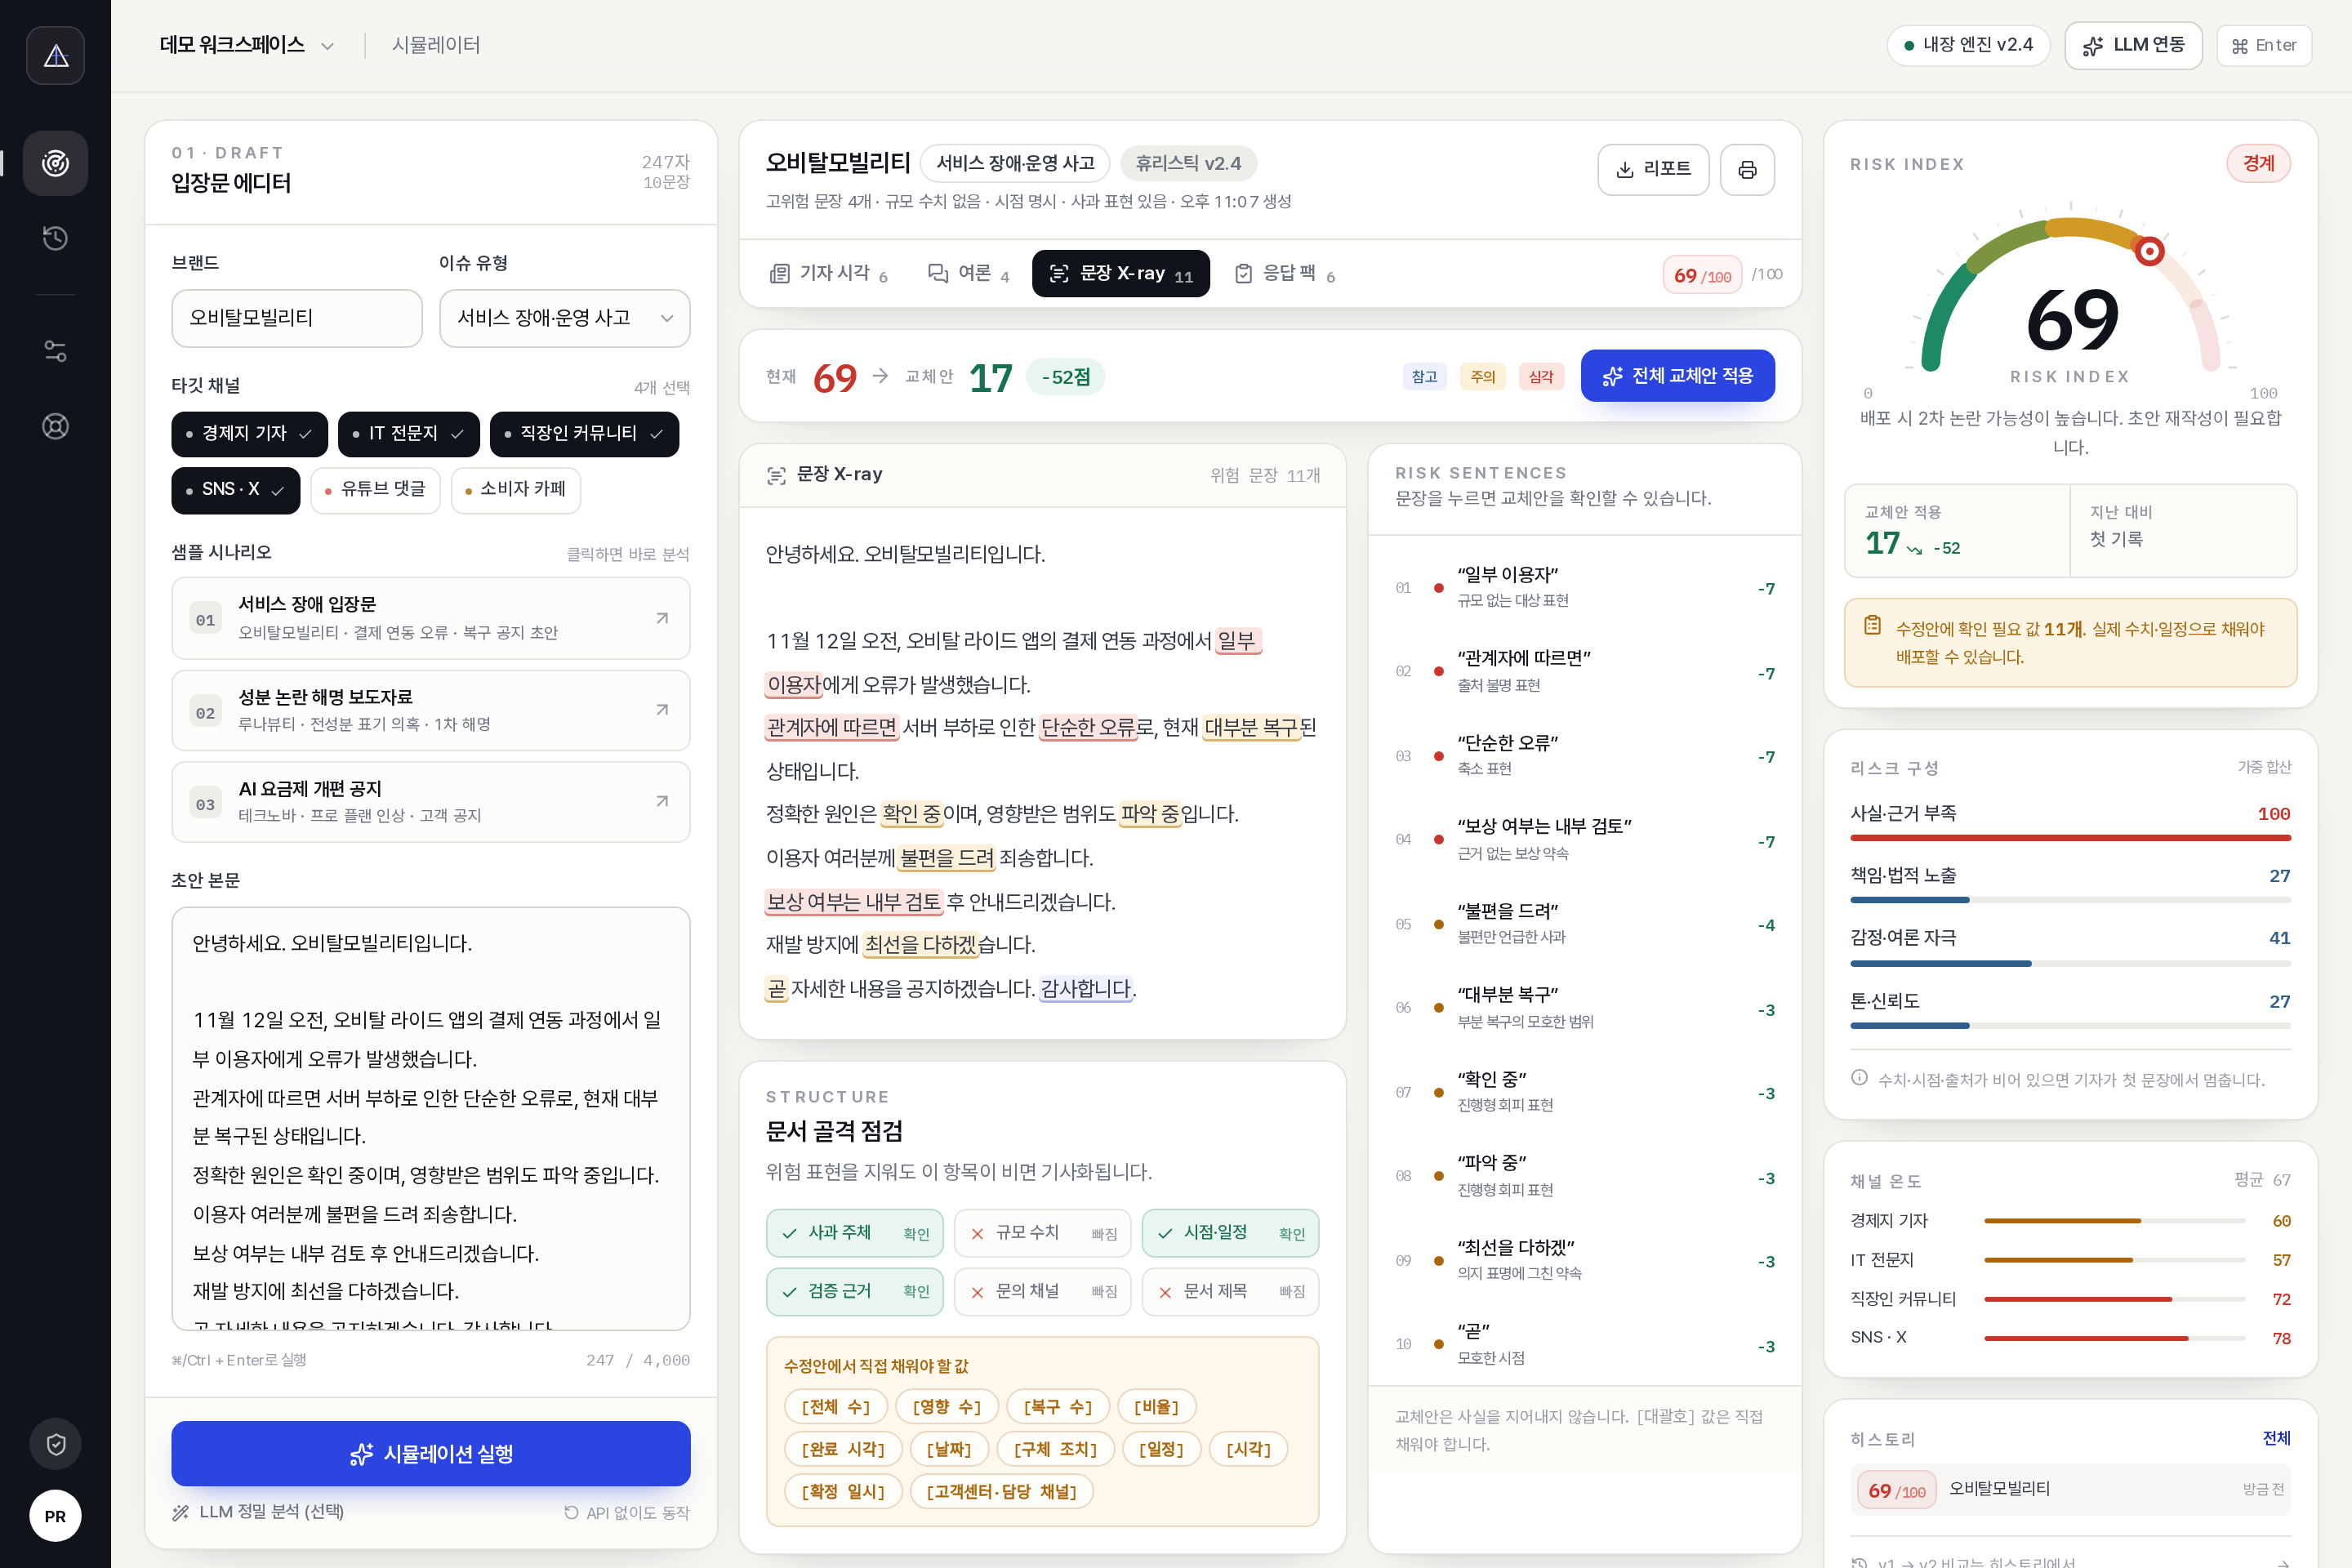 데모 워크스페이스
시뮬레이터
내장 엔진 v2.4
LLM 연동
⌘ Enter
01 · DRAFT
입장문 에디터
247자
10문장
브랜드
이슈 유형
오비탈모빌리티
서비스 장애·운영 사고
타깃 채널
4개 선택
경제지 기자
IT 전문지
직장인 커뮤니티
SNS · X
유튜브 댓글
소비자 카페
샘플 시나리오
클릭하면 바로 분석
01
서비스 장애 입장문
오비탈모빌리티 · 결제 연동 오류 · 복구 공지 초안
02
성분 논란 해명 보도자료
루나뷰티 · 전성분 표기 의혹 · 1차 해명
03
AI 요금제 개편 공지
테크노바 · 프로 플랜 인상 · 고객 공지
초안 본문
안녕하세요. 오비탈모빌리티입니다.
11월 12일 오전, 오비탈 라이드 앱의 결제 연동 과정에서 일
부 이용자에게 오류가 발생했습니다.
관계자에 따르면 서버 부하로 인한 단순한 오류로, 현재 대부
분 복구된 상태입니다.
정확한 원인은 확인 중이며, 영향받은 범위도 파악 중입니다.
이용자 여러분께 불편을 드려 죄송합니다.
보상 여부는 내부 검토 후 안내드리겠습니다.
재발 방지에 최선을 다하겠습니다.
곧 자세한 내용을 공지하겠습니다. 감사합니다.
⌘/Ctrl + Enter로 실행
247 / 4,000
시뮬레이션 실행
LLM 정밀 분석 (선택)
API 없이도 동작
PR
오비탈모빌리티
서비스 장애·운영 사고
휴리스틱 v2.4
고위험 문장 4개 · 규모 수치 없음 · 시점 명시 · 사과 표현 있음 · 오후 11:07 생성
리포트
기자 시각 6
여론 4
문장 X-ray 11
응답 팩 6
69/100
/100
현재 69 → 교체안 17 -52점
참고
주의
심각
전체 교체안 적용
문장 X-ray
위험 문장 11개
안녕하세요. 오비탈모빌리티입니다.
11월 12일 오전, 오비탈 라이드 앱의 결제 연동 과정에서 일부
이용자에게 오류가 발생했습니다.
관계자에 따르면 서버 부하로 인한 단순한 오류로, 현재 대부분 복구된
상태입니다.
정확한 원인은 확인 중이며, 영향받은 범위도 파악 중입니다.
이용자 여러분께 불편을 드려 죄송합니다.
보상 여부는 내부 검토 후 안내드리겠습니다.
재발 방지에 최선을 다하겠습니다.
곧 자세한 내용을 공지하겠습니다. 감사합니다.
STRUCTURE
문서 골격 점검
위험 표현을 지워도 이 항목이 비면 기사화됩니다.
사과 주체 확인
규모 수치 빠짐
시점·일정 확인
검증 근거 확인
문의 채널 빠짐
문서 제목 빠짐
수정안에서 직접 채워야 할 값
[전체 수]
[영향 수]
[복구 수]
[비율]
[완료 시각]
[날짜]
[구체 조치]
[일정]
[시각]
[확정 일시]
[고객센터·담당 채널]
RISK SENTENCES
문장을 누르면 교체안을 확인할 수 있습니다.
01 “일부 이용자” -7
규모 없는 대상 표현
02 “관계자에 따르면” -7
출처 불명 표현
03 “단순한 오류” -7
축소 표현
04 “보상 여부는 내부 검토” -7
근거 없는 보상 약속
05 “불편을 드려” -4
불편만 언급한 사과
06 “대부분 복구” -3
부분 복구의 모호한 범위
07 “확인 중” -3
진행형 회피 표현
08 “파악 중” -3
진행형 회피 표현
09 “최선을 다하겠” -3
의지 표명에 그친 약속
10 “곧” -3
모호한 시점
교체안은 사실을 지어내지 않습니다. [대괄호] 값은 직접
채워야 합니다.
RISK INDEX
경계
69
RISK INDEX
0
100
배포 시 2차 논란 가능성이 높습니다. 초안 재작성이 필요합
니다.
교체안 적용
17 -52
지난 대비
첫 기록
수정안에 확인 필요 값 11개. 실제 수치·일정으로 채워야
배포할 수 있습니다.
리스크 구성
가중 합산
사실·근거 부족 100
책임·법적 노출 27
감정·여론 자극 41
톤·신뢰도 27
수치·시점·출처가 비어 있으면 기자가 첫 문장에서 멈춥니다.
채널 온도
평균 67
경제지 기자 60
IT 전문지 57
직장인 커뮤니티 72
SNS · X 78
히스토리
전체
69/100 오비탈모빌리티 방금 전
v1 → v2 비교는 히스토리에서